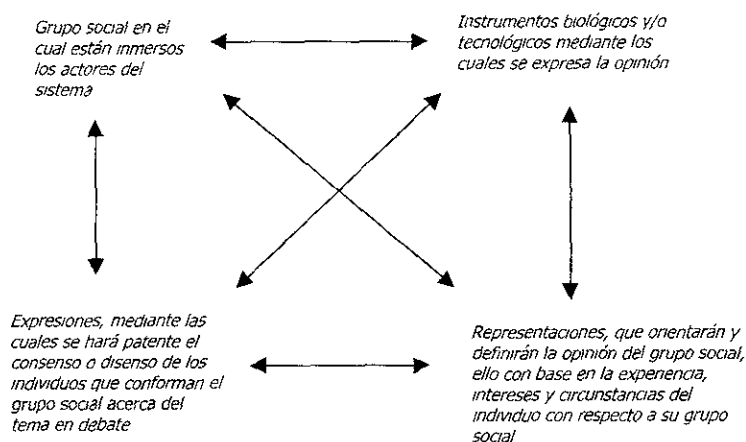 Grupo social en el
cual están inmersos
los actores del
sistema
Instrumentos biológicos y/o
tecnológicos mediante los
cuales se expresa la opinión
Expresiones, mediante las
cuales se hará patente el
consenso o disenso de los
individuos que conforman el
grupo social acerca del
tema en debate
Representaciones, que orientarán y
definirán la opinión del grupo social,
ello con base en la experiencia,
intereses y circunstancias del
individuo con respecto a su grupo
social